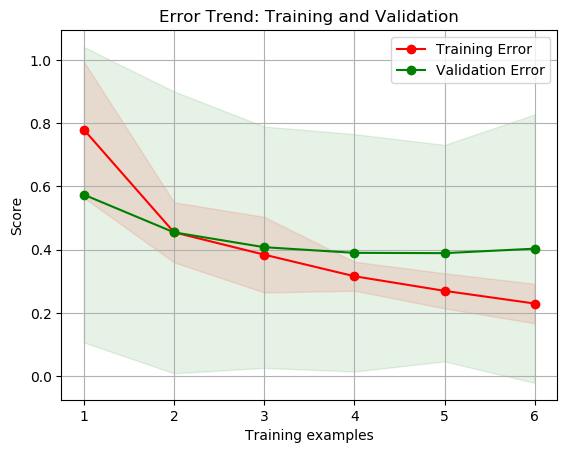 Error Trend: Training and Validation
Training Error
Validation Error
Score
1.0
0.8
0.6
0.4
0.2
0.0
1 2 3 4 5 6
Training examples